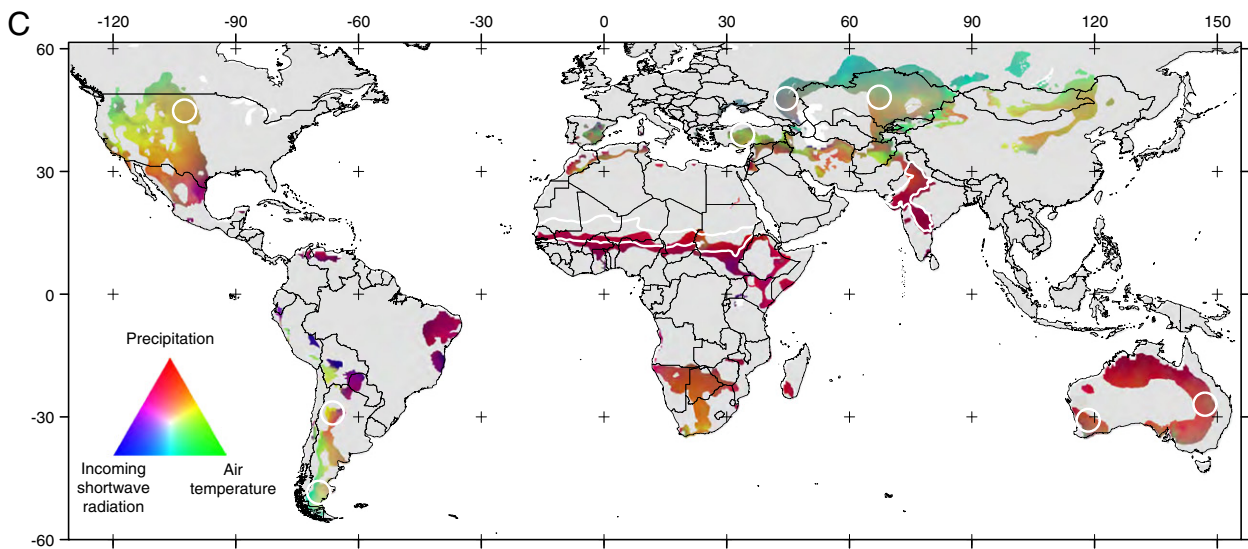 C
-120 -90 -60 -30 0 30 60 90 120 150
60
30
0
-30
-60
Precipitation
Incoming
shortwave
radiation
Air
temperature